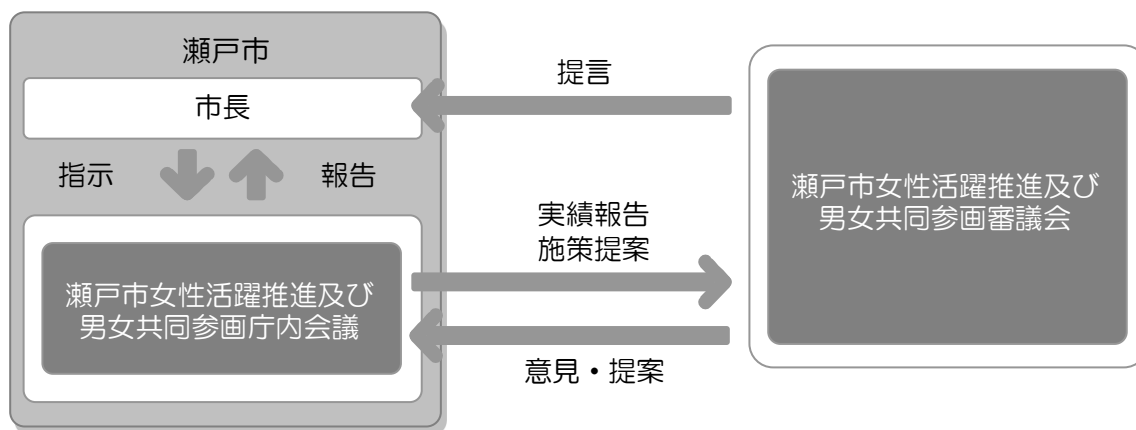 瀬戸市
市長
指示
報告
瀬戸市女性活躍推進及び
男女共同参画庁内会議
提言
実績報告
施策提案
意見・提案
瀬戸市女性活躍推進及び
男女共同参画審議会